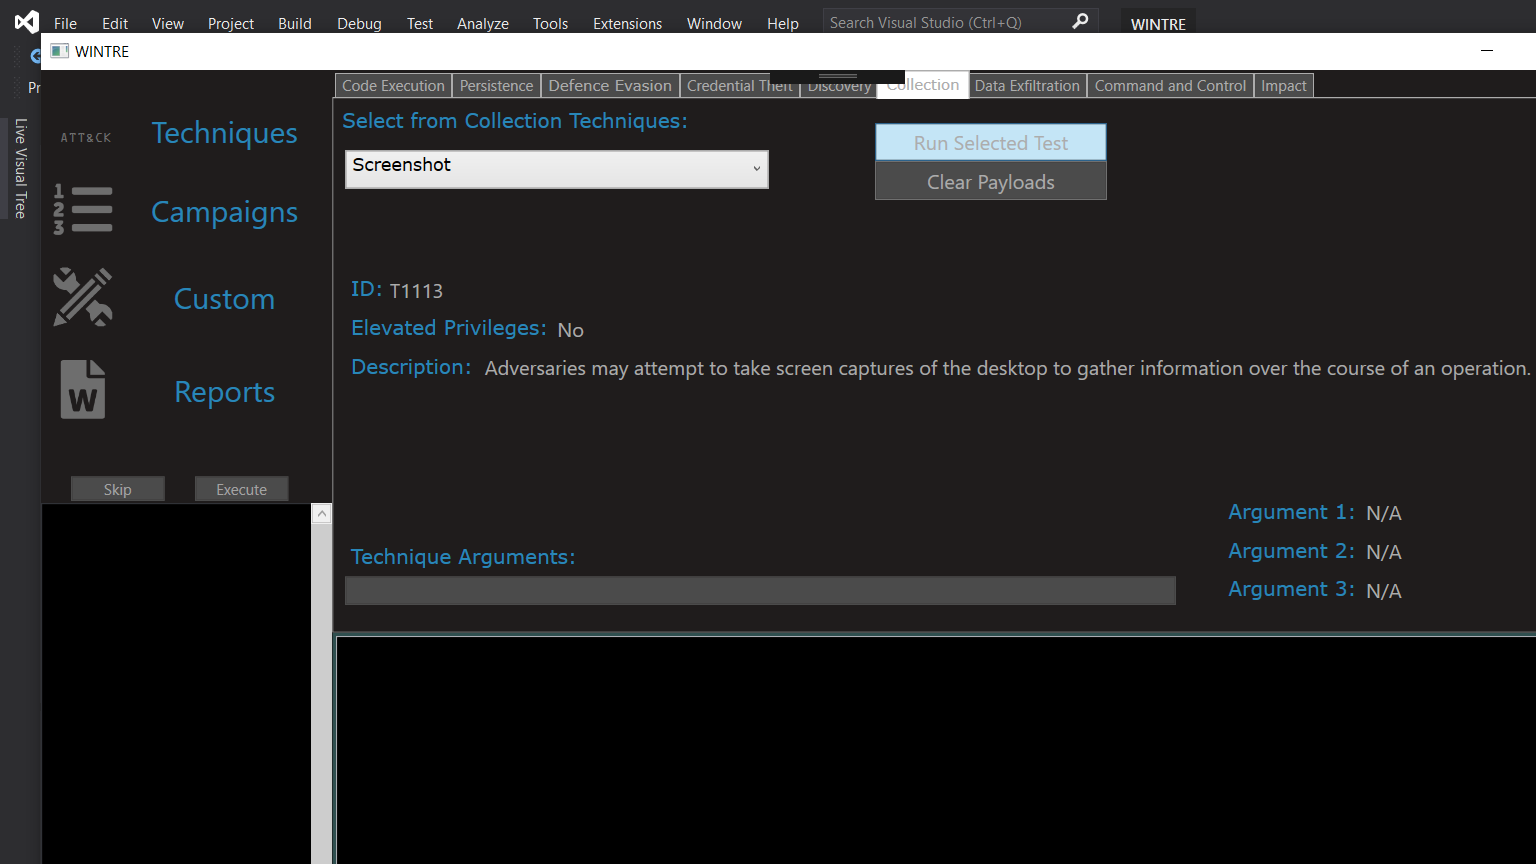 File Edit View Project Build Debug Test Analyze Tools Extensions Window Help Search Visual Studio (Ctrl+Q) WINTRE
WINTRE
Pr
Live Visual Tree
ATT&CK Techniques
1 2 3 Campaigns
Custom
W Reports
Skip Execute
Code Execution Persistence Defence Evasion Credential Theft Discovery Collection Data Exfiltration Command and Control Impact
Select from Collection Techniques:
Screenshot
Run Selected Test
Clear Payloads
ID: T1113
Elevated Privileges: No
Description: Adversaries may attempt to take screen captures of the desktop to gather information over the course of an operation.
Argument 1: N/A
Argument 2: N/A
Argument 3: N/A
Technique Arguments: